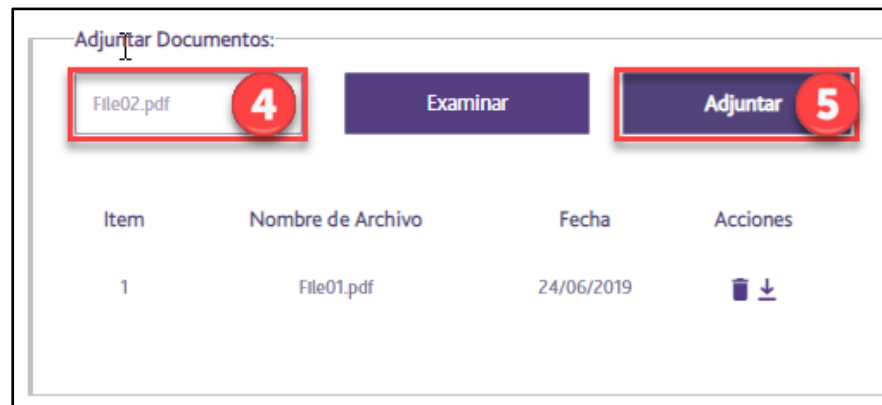 Adjuntar Documentos:
File02.pdf 4 Examinar Adjuntar 5
Item Nombre de Archivo Fecha Acciones
1 File01.pdf 24/06/2019